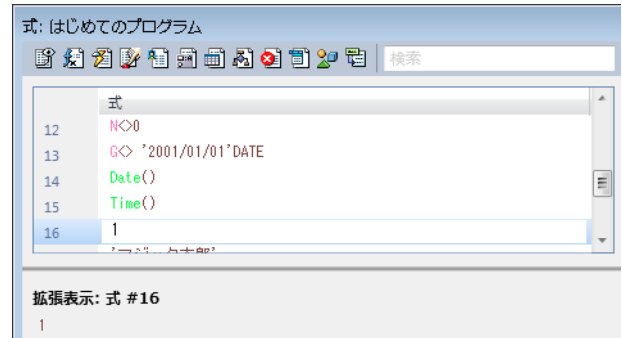 式: はじめてのプログラム
検索
式
12 N<>0
13 G<> '2001/01/01'DATE
14 Date()
15 Time()
16 1
拡張表示: 式 #16
1